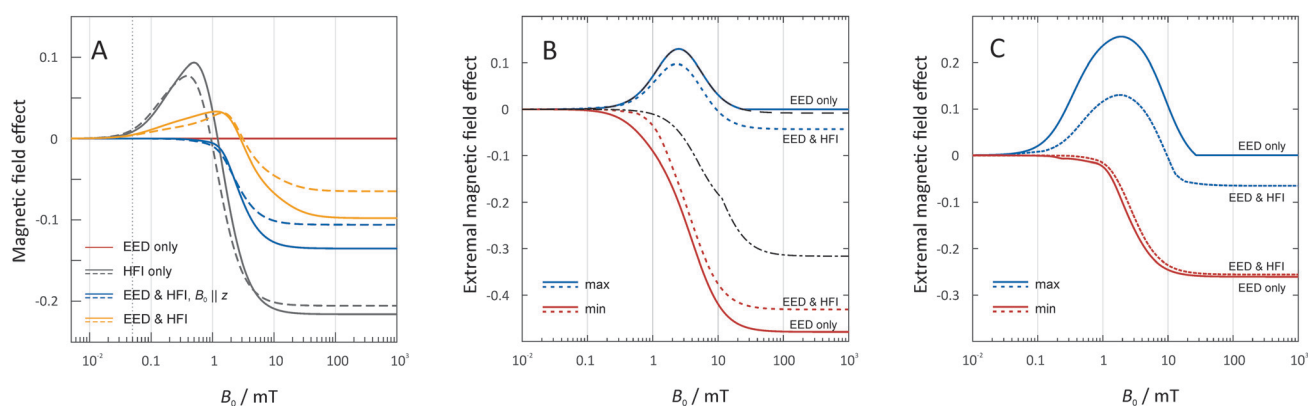 A
Magnetic field effect
0.1
0
-0.1
-0.2
EED only
HFI only
EED & HFI, B₀ || z
EED & HFI
10⁻² 0.1 1 10 100 10³
B₀ / mT
B
Extremal magnetic field effect
0.1
0
-0.1
-0.2
-0.3
-0.4
EED only
EED & HFI
EED & HFI
EED only
max
min
10⁻² 0.1 1 10 100 10³
B₀ / mT
C
Extremal magnetic field effect
0.3
0.2
0.1
0
-0.1
-0.2
-0.3
EED only
EED & HFI
EED & HFI
EED only
max
min
10⁻² 0.1 1 10 100 10³
B₀ / mT